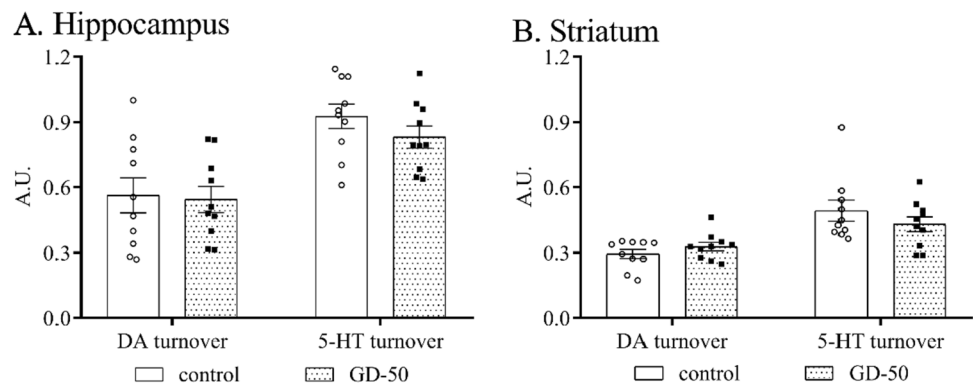 A. Hippocampus
1.2
0.9
0.6
0.3
0.0
A.U.
DA turnover 5-HT turnover
control GD-50
B. Striatum
1.2
0.9
0.6
0.3
0.0
A.U.
DA turnover 5-HT turnover
control GD-50